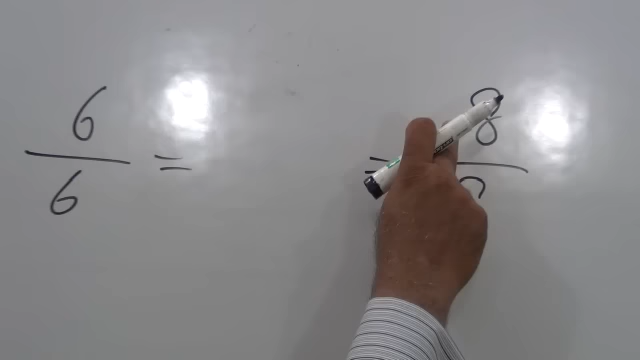 6
6 =
= 8